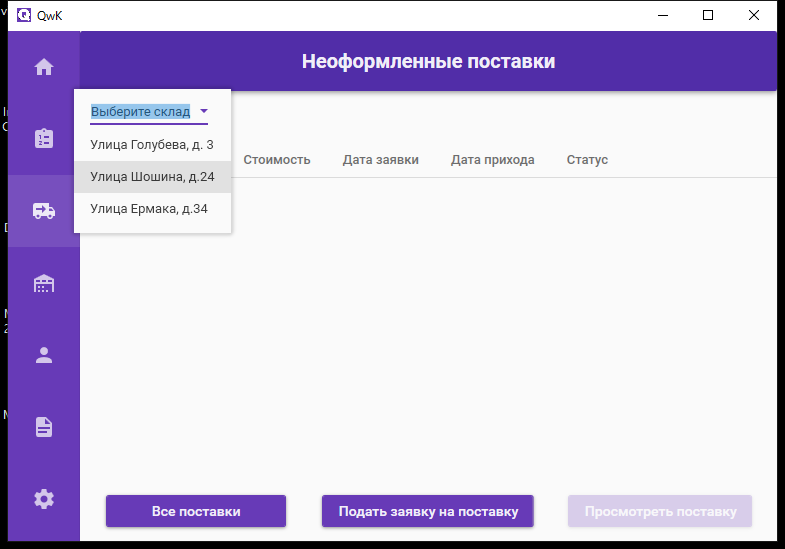 QwK
Неоформленные поставки
Выберите склад
Улица Голубева, д. 3
Улица Шошина, д.24
Улица Ермака, д.34
Стоимость Дата заявки Дата прихода Статус
Все поставки Подать заявку на поставку Просмотреть поставку